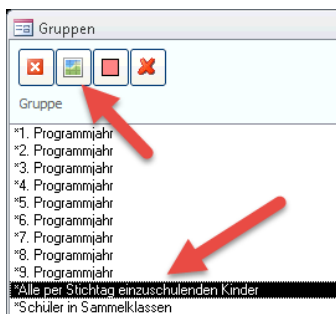 Gruppen
Gruppe
*1. Programmjahr
*2. Programmjahr
*3. Programmjahr
*4. Programmjahr
*5. Programmjahr
*6. Programmjahr
*7. Programmjahr
*8. Programmjahr
*9. Programmjahr
*Alle per Stichtag einzuschulenden Kinder
*Schüler in Sammelklassen